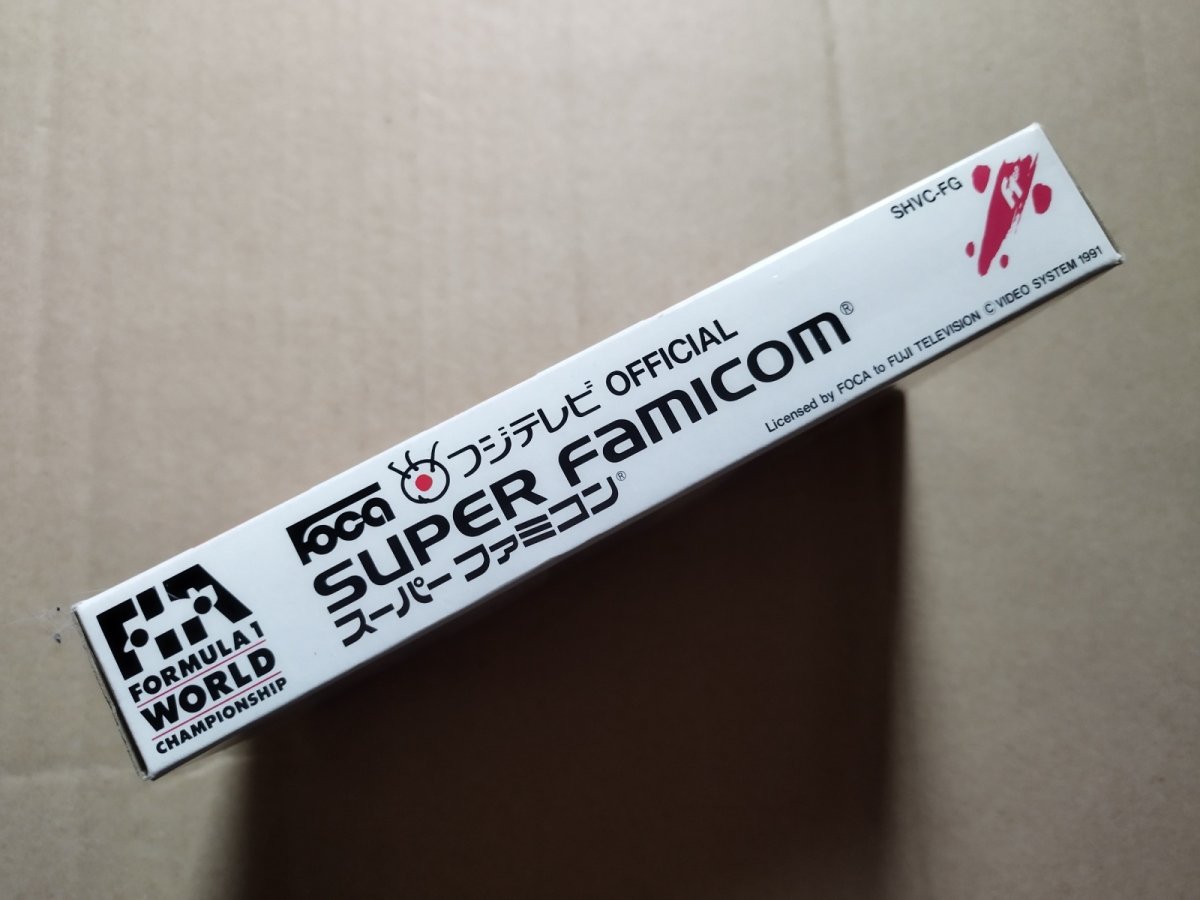 FIA
FORMULA 1
WORLD
CHAMPIONSHIP
Foca フジテレビ OFFICIAL
SUPER Famicom®
スーパーファミコン®
SHVC-FG
Licensed by FOCA to FUJI TELEVISION © VIDEO SYSTEM 1991